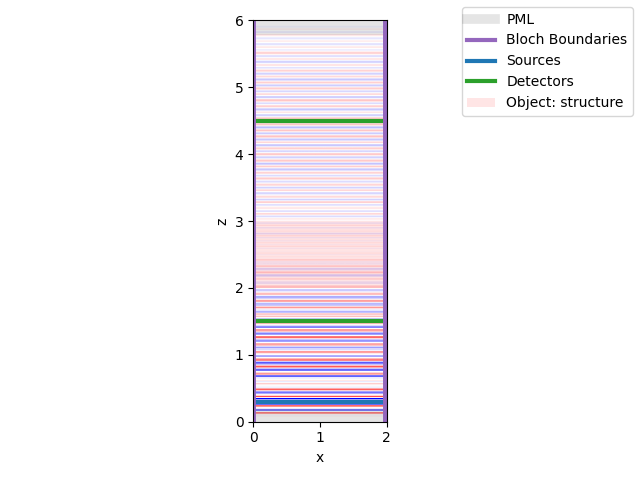 PML
Bloch Boundaries
Sources
Detectors
Object: structure
6
5
4
3
2
1
0
z
0 1 2
x